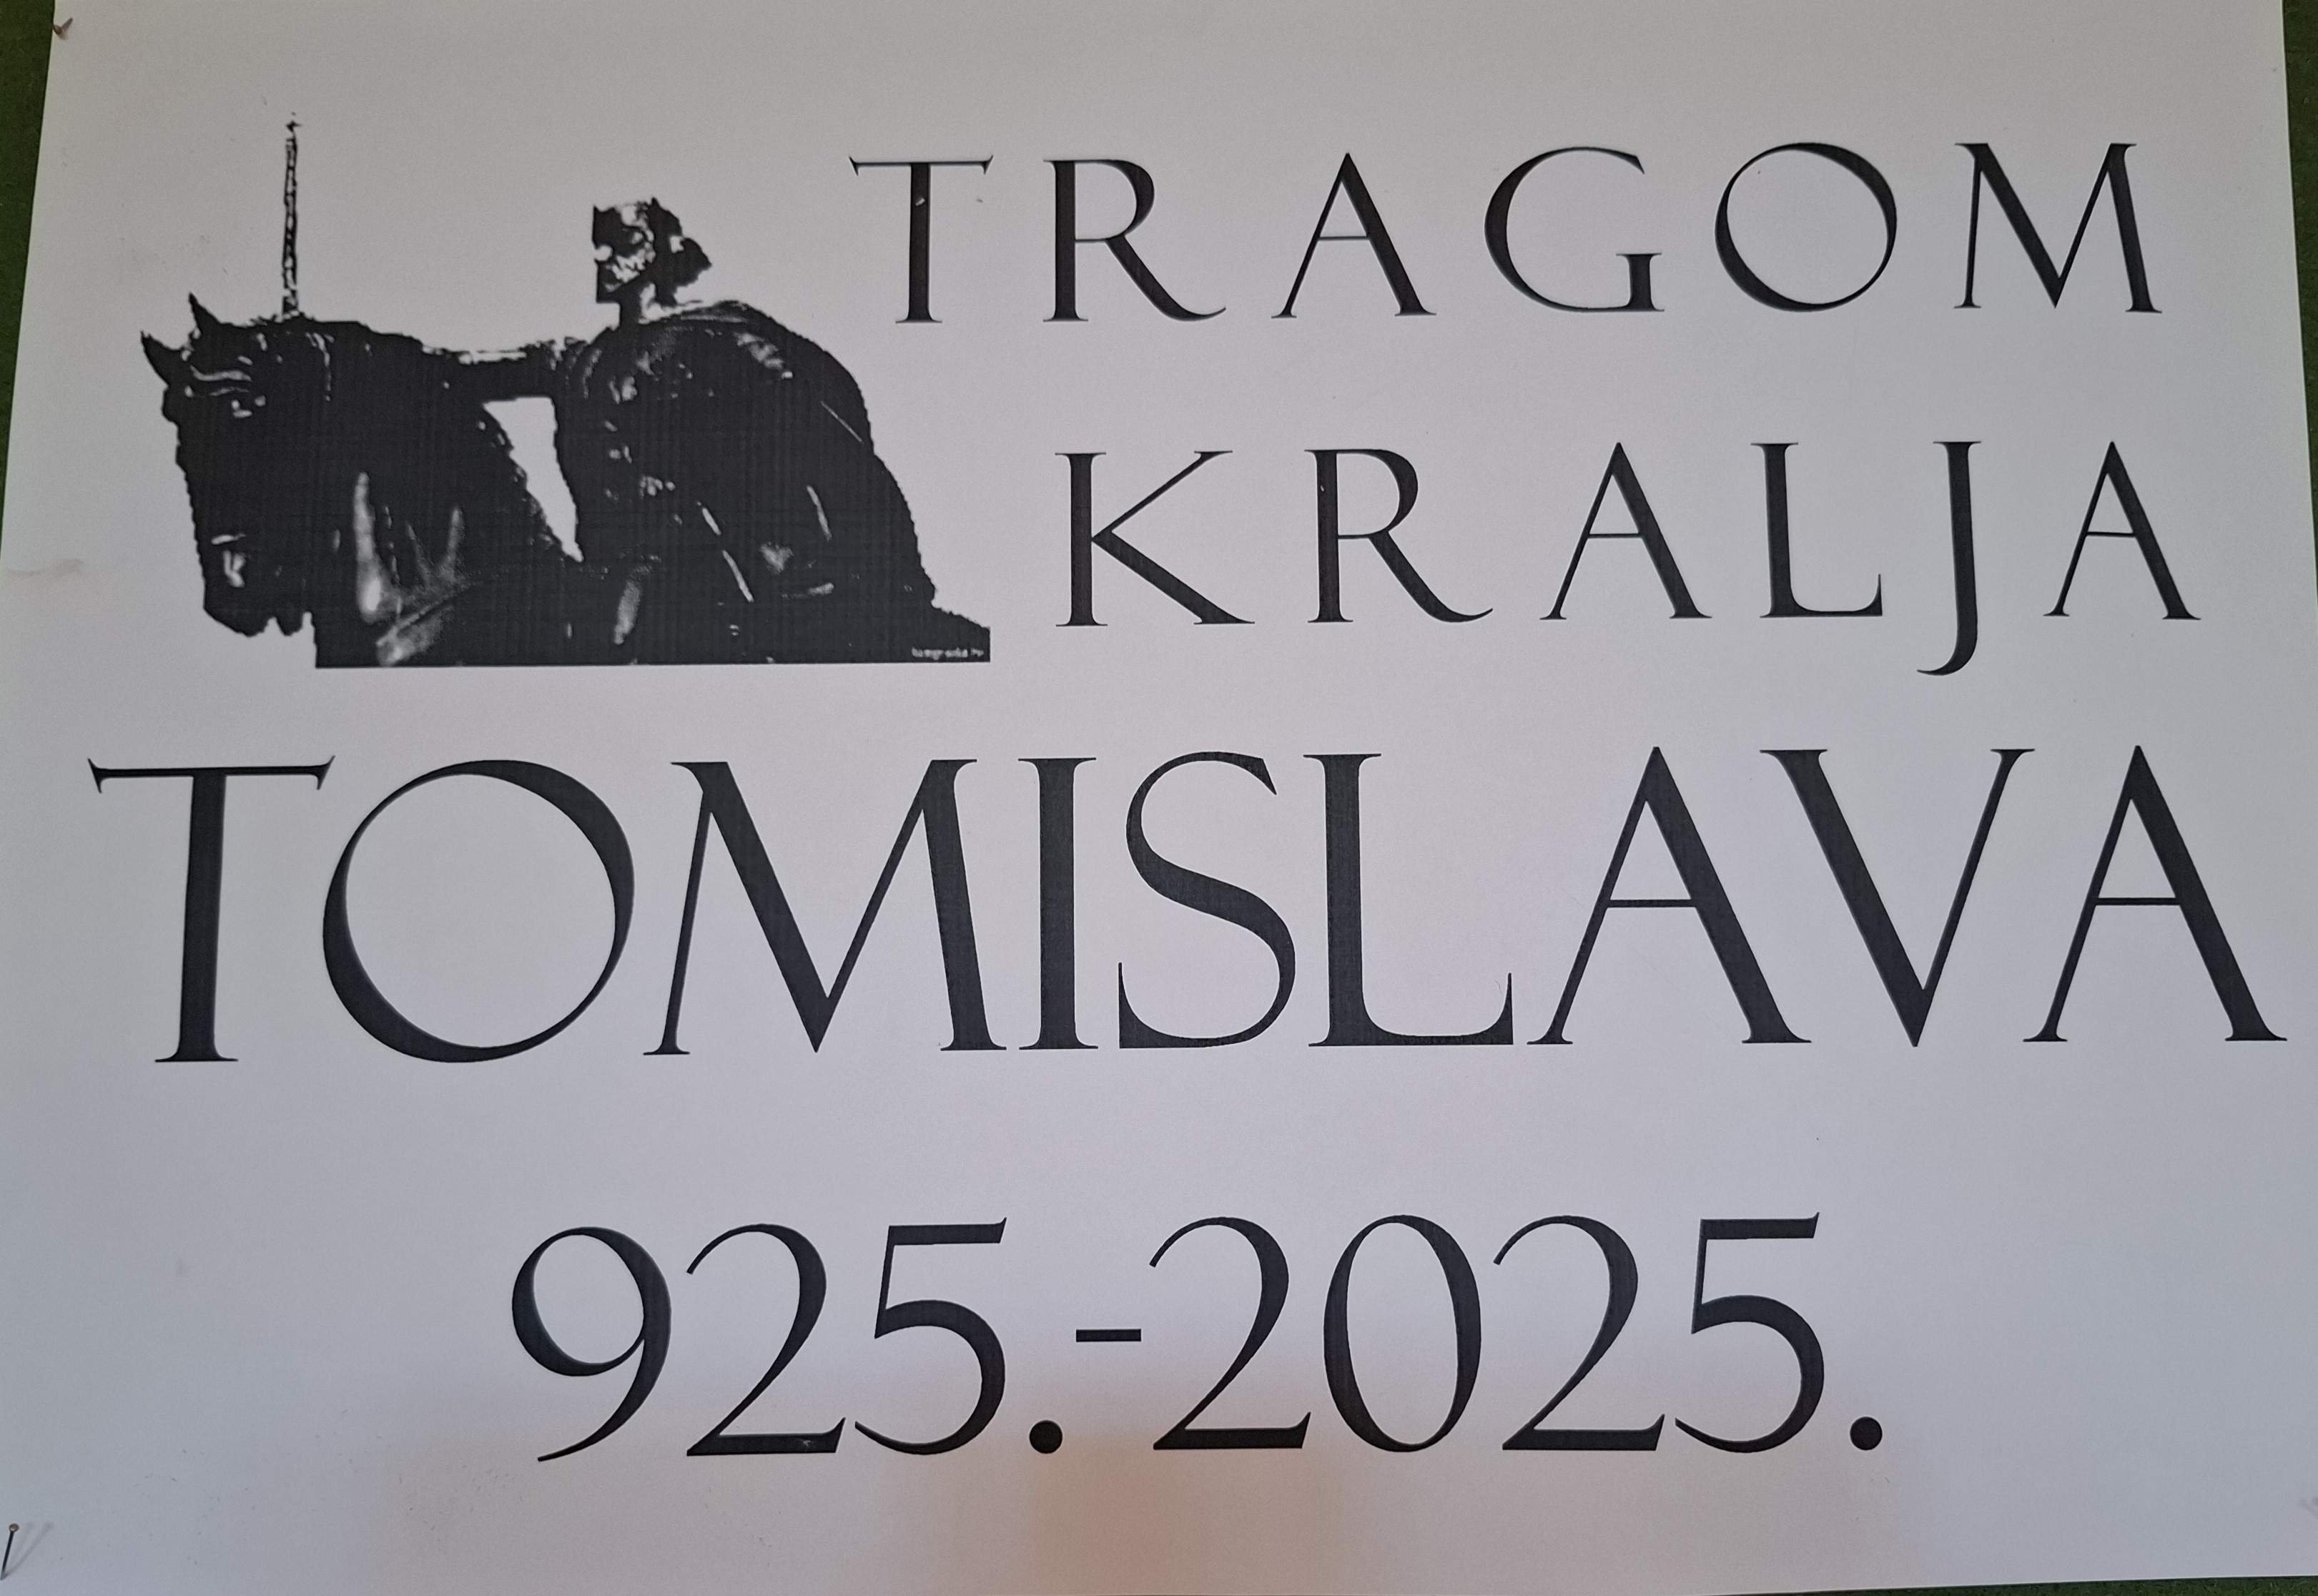 TRAGOM
KRALJA
TOMISLAVA
925.-2025.